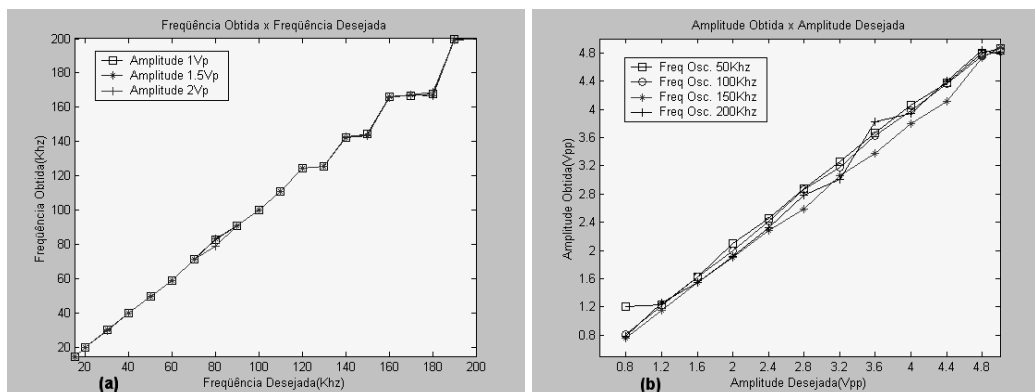 Freqüência Obtida x Freqüência Desejada
200
180
160
140
120
100
80
60
40
20
Freqüência Obtida(Khz)
Amplitude 1Vp
Amplitude 1.5Vp
Amplitude 2Vp
20 40 60 80 100 120 140 160 180 200
(a)
Freqüência Desejada(Khz)
Amplitude Obtida x Amplitude Desejada
4.8
4.4
4
3.6
3.2
2.8
2.4
2
1.6
1.2
0.8
Amplitude Obtida(Vpp)
Freq Osc. 50Khz
Freq Osc. 100Khz
Freq Osc. 150Khz
Freq Osc. 200Khz
0.8 1.2 1.6 2.0 2.4 2.8 3.2 3.6 4.0 4.4 4.8
(b)
Amplitude Desejada(Vpp)